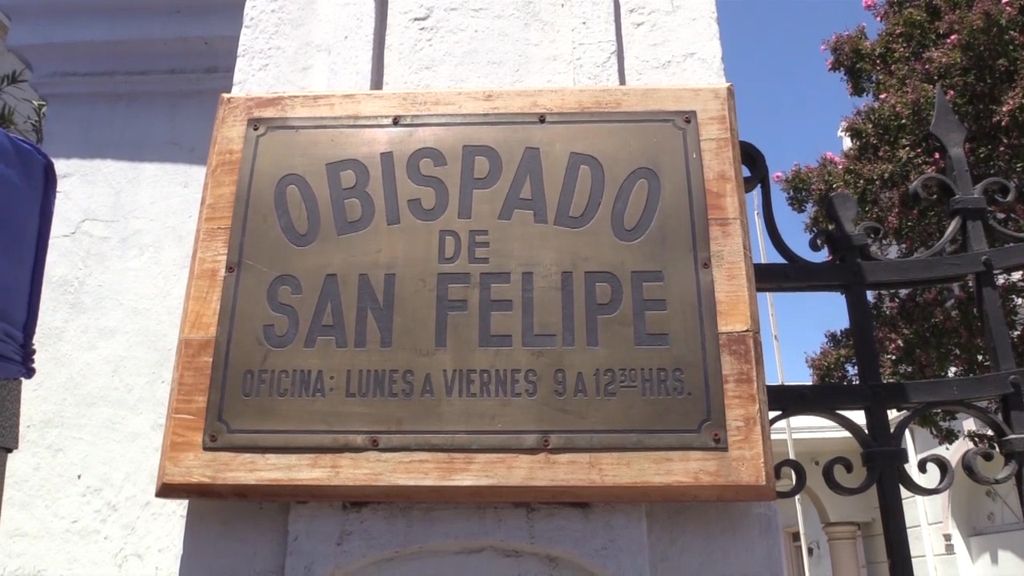 OBISPADO
DE
SAN FELIPE
OFICINA: LUNES A VIERNES 9 A 12³⁰ HRS.